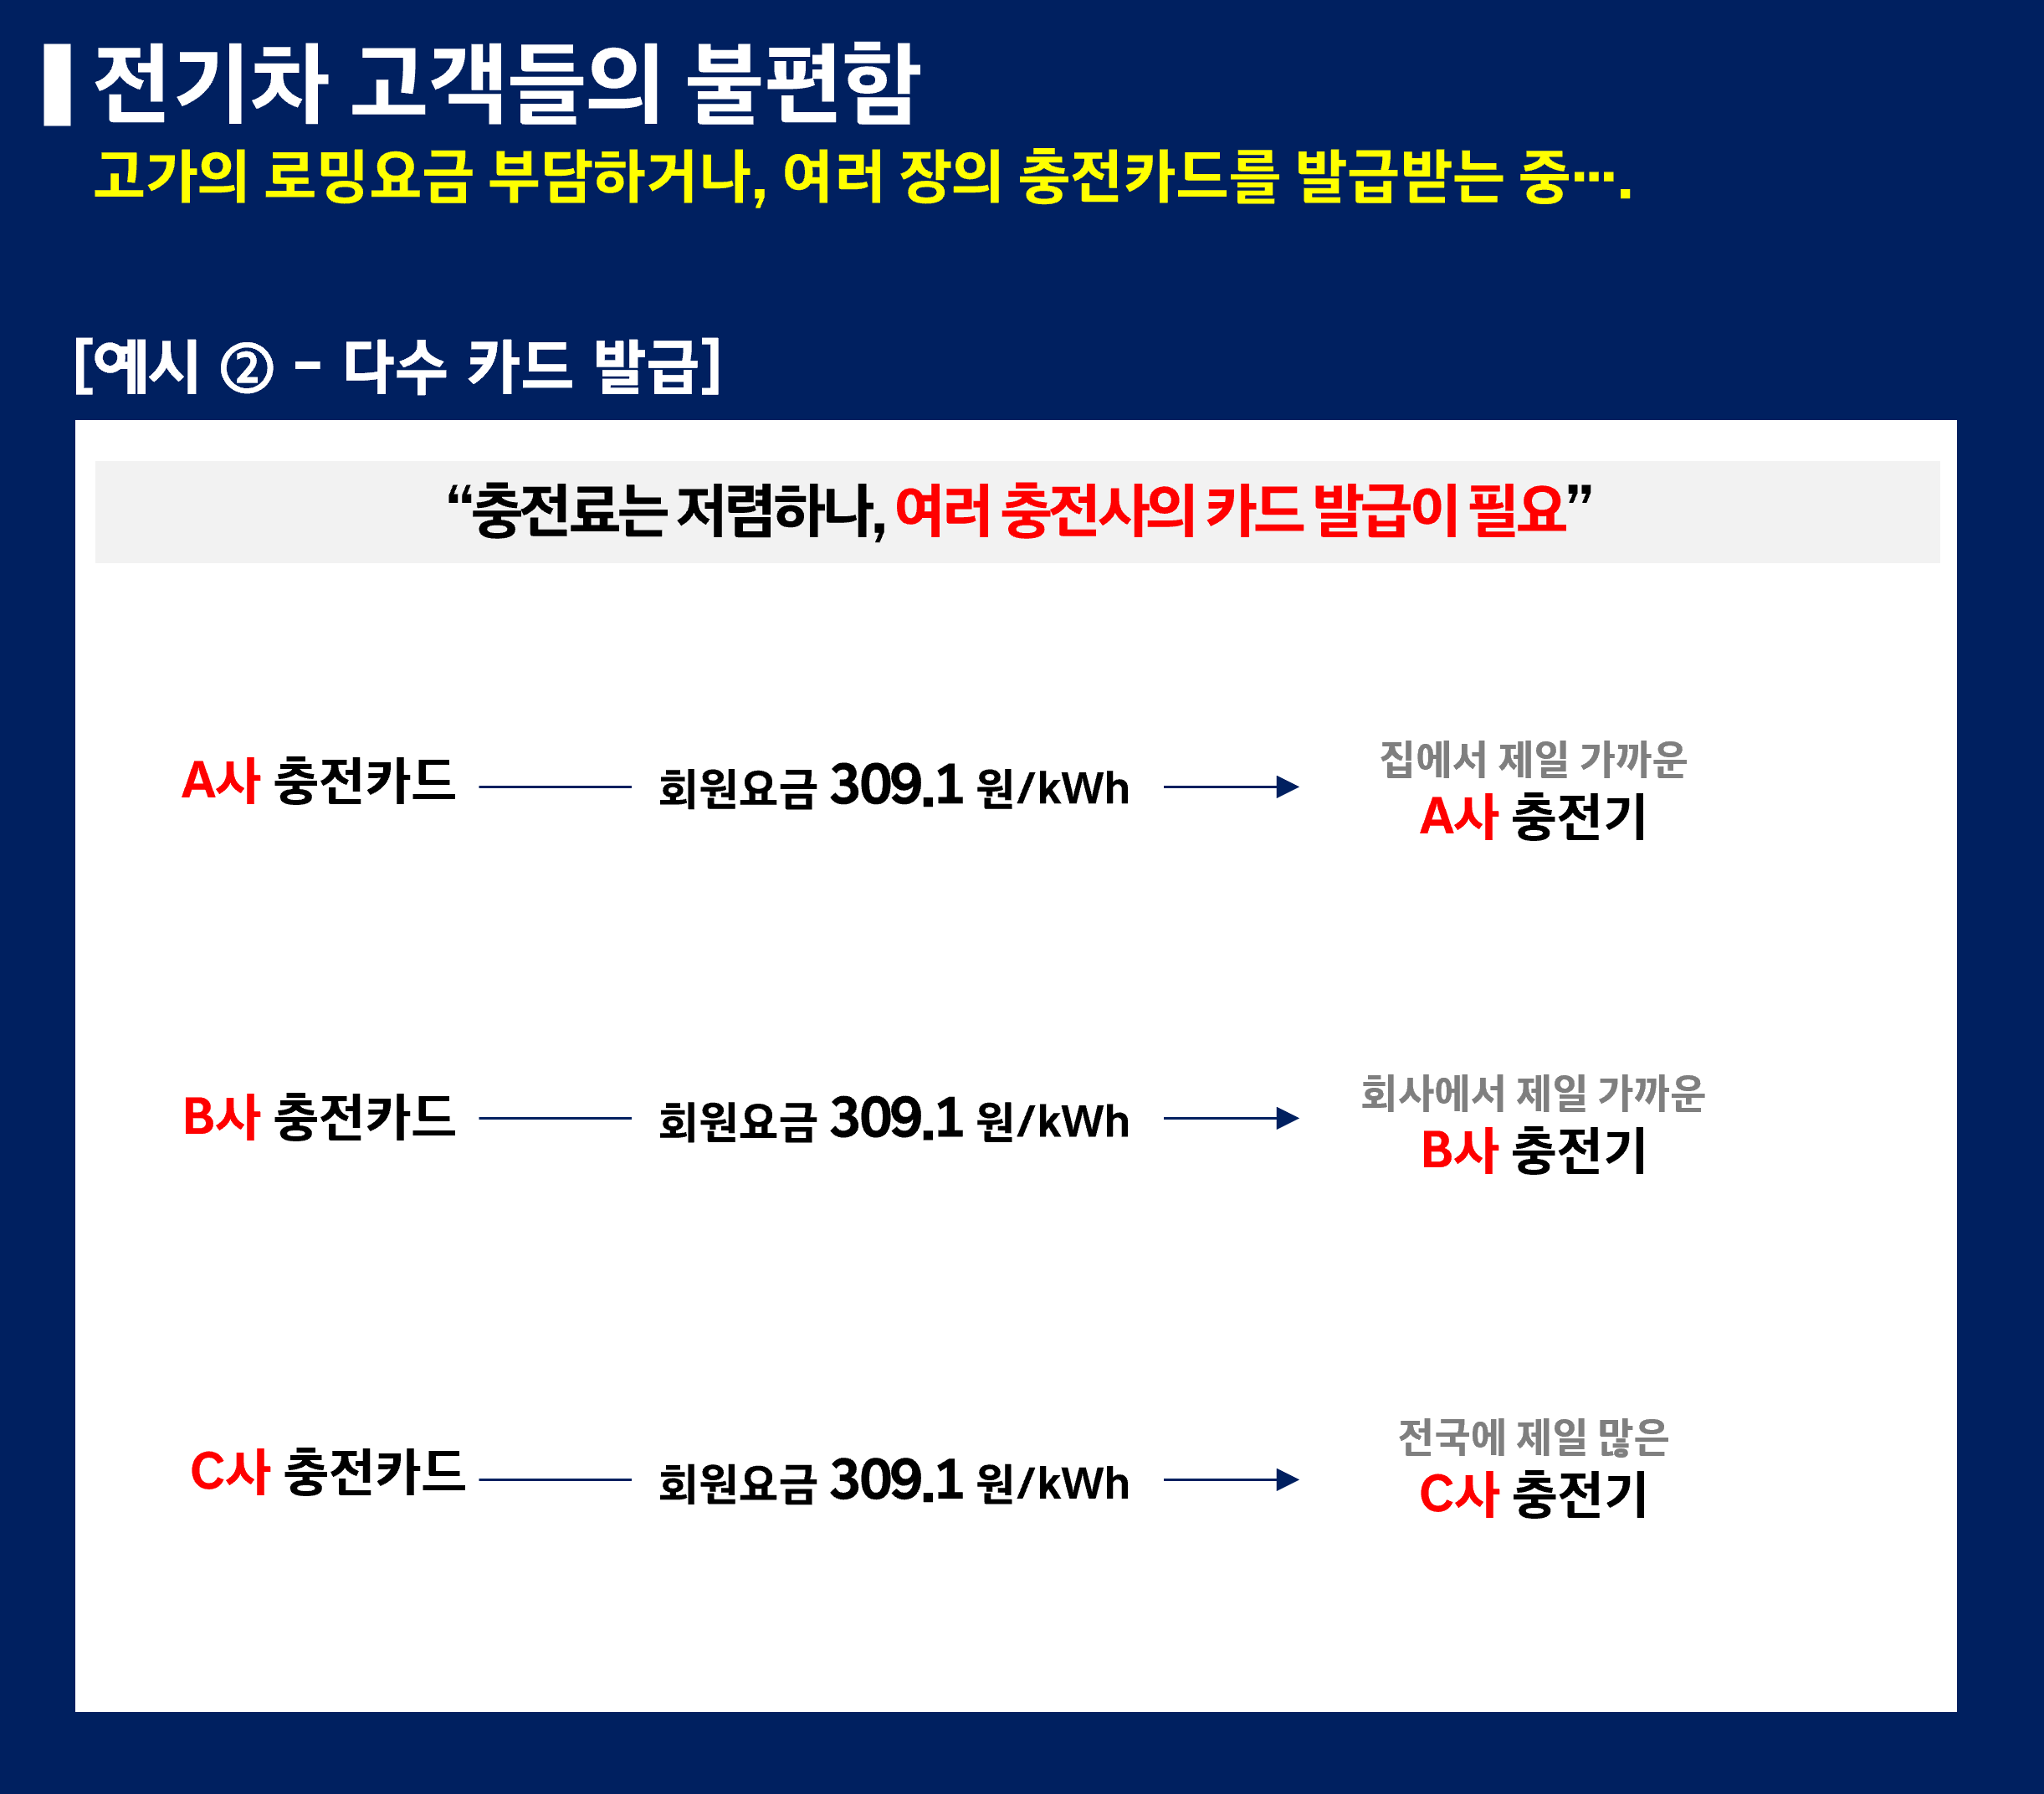 전기차 고객들의 불편함
고가의 로밍요금 부담하거나, 여러 장의 충전카드를 발급받는 중….
[예시 ② - 다수 카드 발급]
“충전료는 저렴하나, 여러 충전사의 카드 발급이 필요”
A사 충전카드
회원요금 309.1 원/kWh
집에서 제일 가까운
A사 충전기
B사 충전카드
회원요금 309.1 원/kWh
회사에서 제일 가까운
B사 충전기
C사 충전카드
회원요금 309.1 원/kWh
전국에 제일 많은
C사 충전기